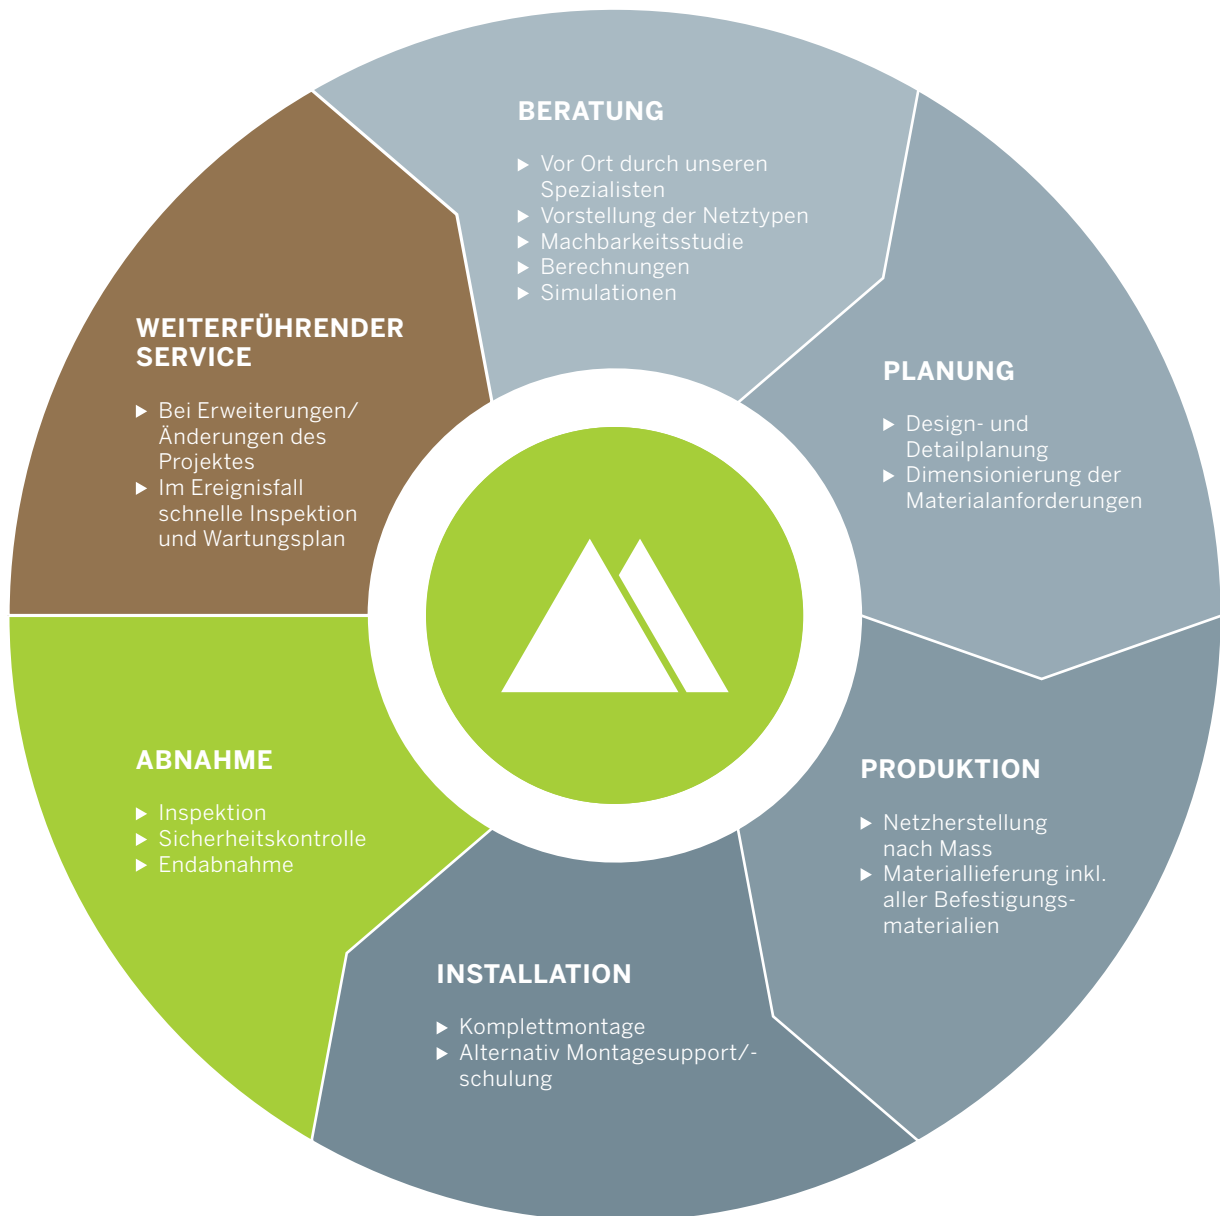 BERATUNG
▶ Vor Ort durch unseren
Spezialisten
▶ Vorstellung der Netztypen
▶ Machbarkeitsstudie
▶ Berechnungen
▶ Simulationen
PLANUNG
▶ Design- und
Detailplanung
▶ Dimensionierung der
Materialanforderungen
PRODUKTION
▶ Netzherstellung
nach Mass
▶ Materiallieferung inkl.
aller Befestigungs-
materialien
INSTALLATION
▶ Komplettmontage
▶ Alternativ Montagesupport/-
schulung
ABNAHME
▶ Inspektion
▶ Sicherheitskontrolle
▶ Endabnahme
WEITERFÜHRENDER
SERVICE
▶ Bei Erweiterungen/
Änderungen des
Projektes
▶ Im Ereignisfall
schnelle Inspektion
und Wartungsplan